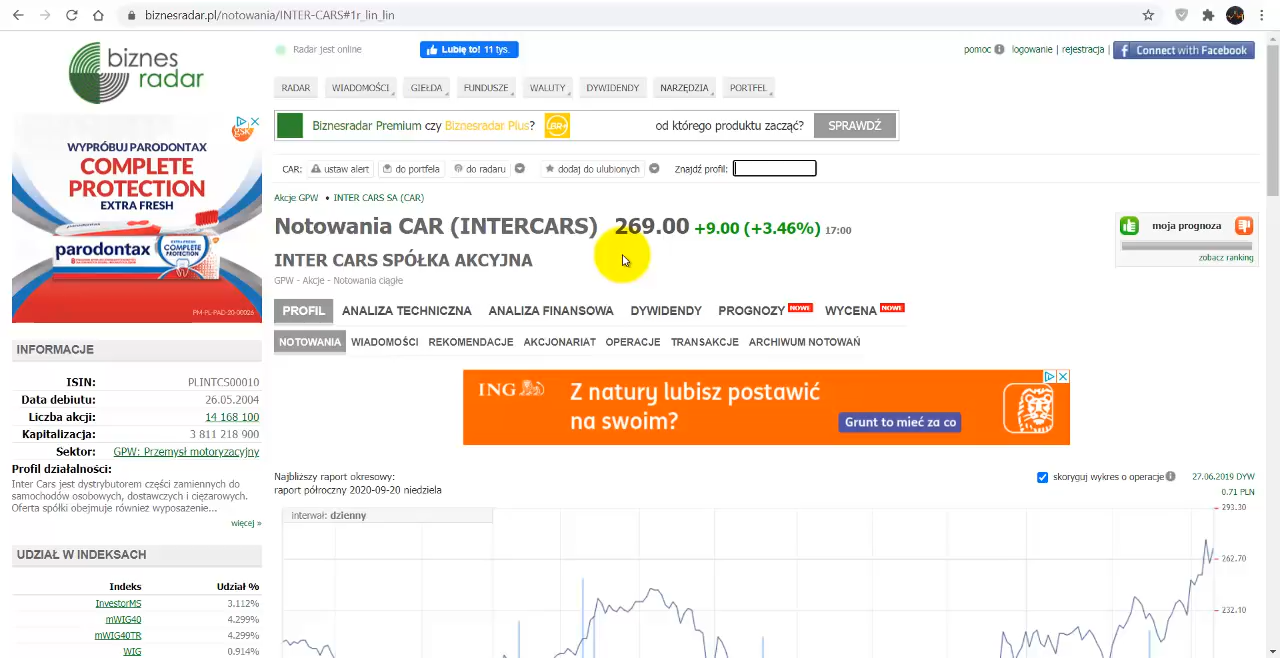 biznesradar.pl/notowania/INTER-CARS#1r_lin_lin
biznes
radar
Radar jest online
Lubię to! 11 tys.
pomoc
logowanie | rejestracja |
Connect with Facebook
RADAR WIADOMOŚCI GIEŁDA FUNDUSZE WALUTY DYWIDENDY NARZĘDZIA PORTFEL
Biznesradar Premium czy Biznesradar Plus? BR+ od którego produktu zacząć? SPRAWDŹ
CAR: ustaw alert do portfela do radaru dodaj do ulubionych Znajdź profil:
Akcje GPW • INTER CARS SA (CAR)
Notowania CAR (INTERCARS) 269.00 +9.00 (+3.46%) 17:00
INTER CARS SPÓŁKA AKCYJNA
GPW - Akcje - Notowania ciągłe
moja prognoza
zobacz ranking
PROFIL ANALIZA TECHNICZNA ANALIZA FINANSOWA DYWIDENDY PROGNOZY NOWE! WYCENA NOWE!
NOTOWANIA WIADOMOŚCI REKOMENDACJE AKCJONARIAT OPERACJE TRANSAKCJE ARCHIWUM NOTOWAŃ
gsk
WYPRÓBUJ PARODONTAX
COMPLETE
PROTECTION
EXTRA FRESH
parodontax
COMPLETE
PROTECTION
PM-PL-PAD-20-00026
INFORMACJE
ISIN: PLINTCS00010
Data debiutu: 26.05.2004
Liczba akcji: 14 168 100
Kapitalizacja: 3 811 218 900
Sektor: GPW: Przemysł motoryzacyjny
Profil działalności:
Inter Cars jest dystrybutorem części zamiennych do
samochodów osobowych, dostawczych i ciężarowych.
Oferta spółki obejmuje również wyposażenie...
więcej »
UDZIAŁ W INDEKSACH
Indeks Udział %
InvestorMS 3.112%
mWIG40 4.299%
mWIG40TR 4.299%
WIG 0.914%
ING
Z natury lubisz postawić
na swoim?
Grunt to mieć za co
Najbliższy raport okresowy:
raport półroczny 2020-09-20 niedziela
skoryguj wykres o operacje
27.06.2019 DYW
0.71 PLN
interwał: dzienny
293.30
262.70
232.10